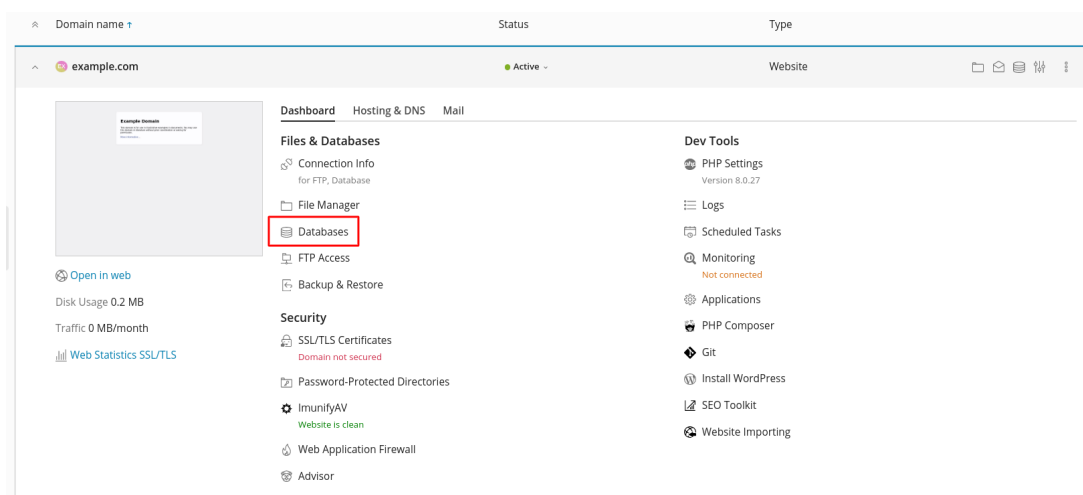 Domain name ↑ Status Type
example.com Active Website
Dashboard Hosting & DNS Mail
Example Domain
Files & Databases
Connection Info
for FTP, Database
File Manager
Databases
FTP Access
Backup & Restore
Security
SSL/TLS Certificates
Domain not secured
Password-Protected Directories
ImunifyAV
Website is clean
Web Application Firewall
Advisor
Dev Tools
php PHP Settings
Version 8.0.27
Logs
Scheduled Tasks
Monitoring
Not connected
Applications
PHP Composer
Git
Install WordPress
SEO Toolkit
Website Importing
Open in web
Disk Usage 0.2 MB
Traffic 0 MB/month
Web Statistics SSL/TLS